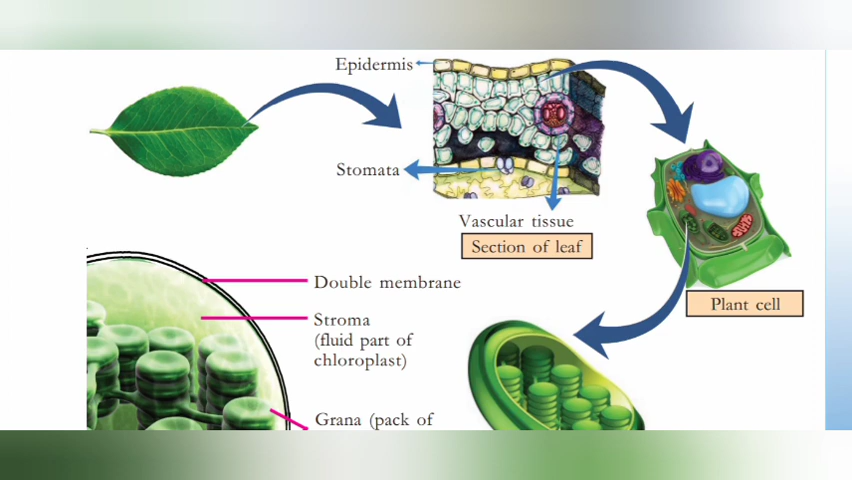 Epidermis
Stomata
Vascular tissue
Section of leaf
Plant cell
Double membrane
Stroma
(fluid part of
chloroplast)
Grana (pack of